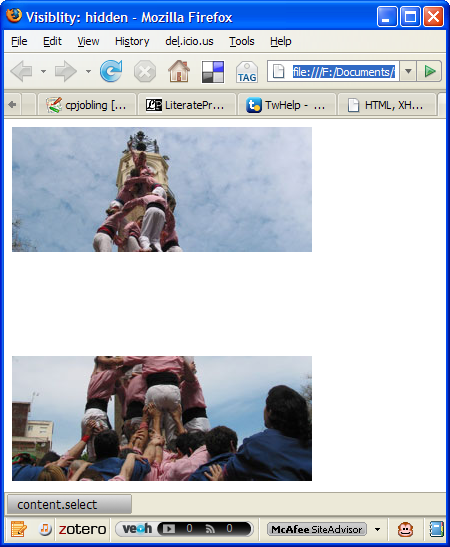 Visiblity: hidden - Mozilla Firefox
File Edit View History del.icio.us Tools Help
TAG file:///F:/Documents/
cpjobling [... LiteratePr... TwHelp - ... HTML, XH...
content.select
zotero veoh 0 0 McAfee SiteAdvisor